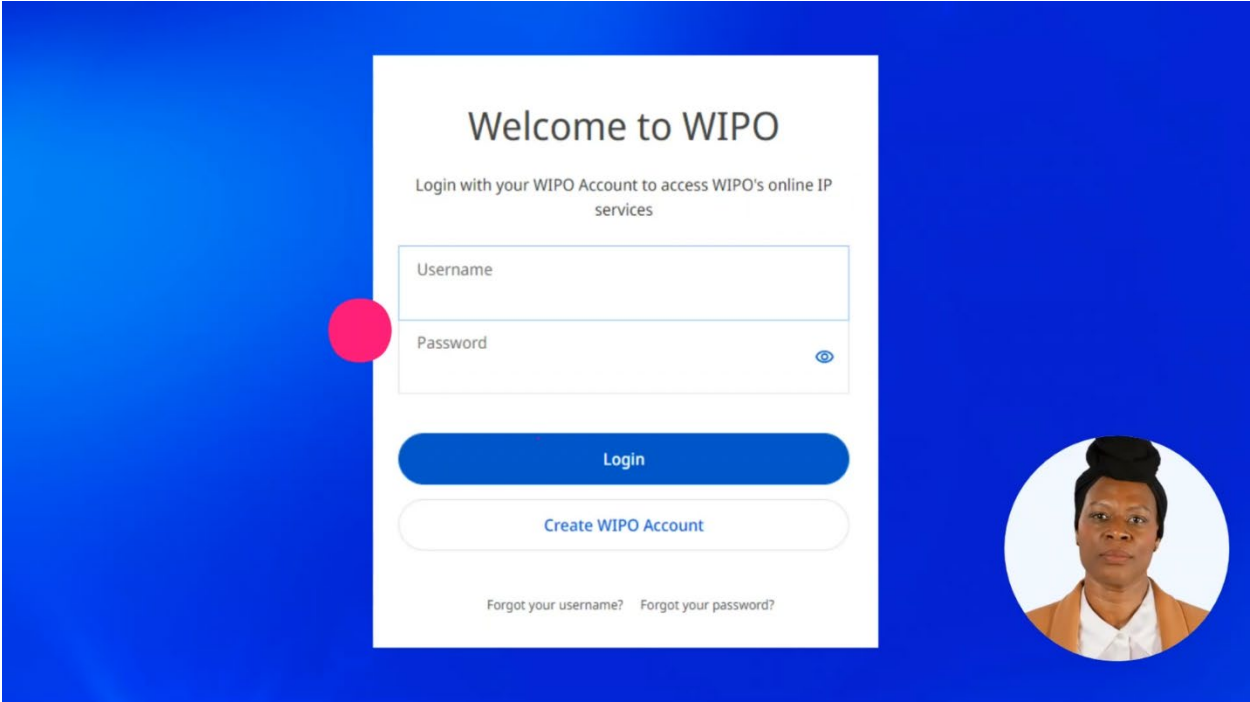 Welcome to WIPO
Login with your WIPO Account to access WIPO's online IP
services
Username
Password
Login
Create WIPO Account
Forgot your username? Forgot your password?